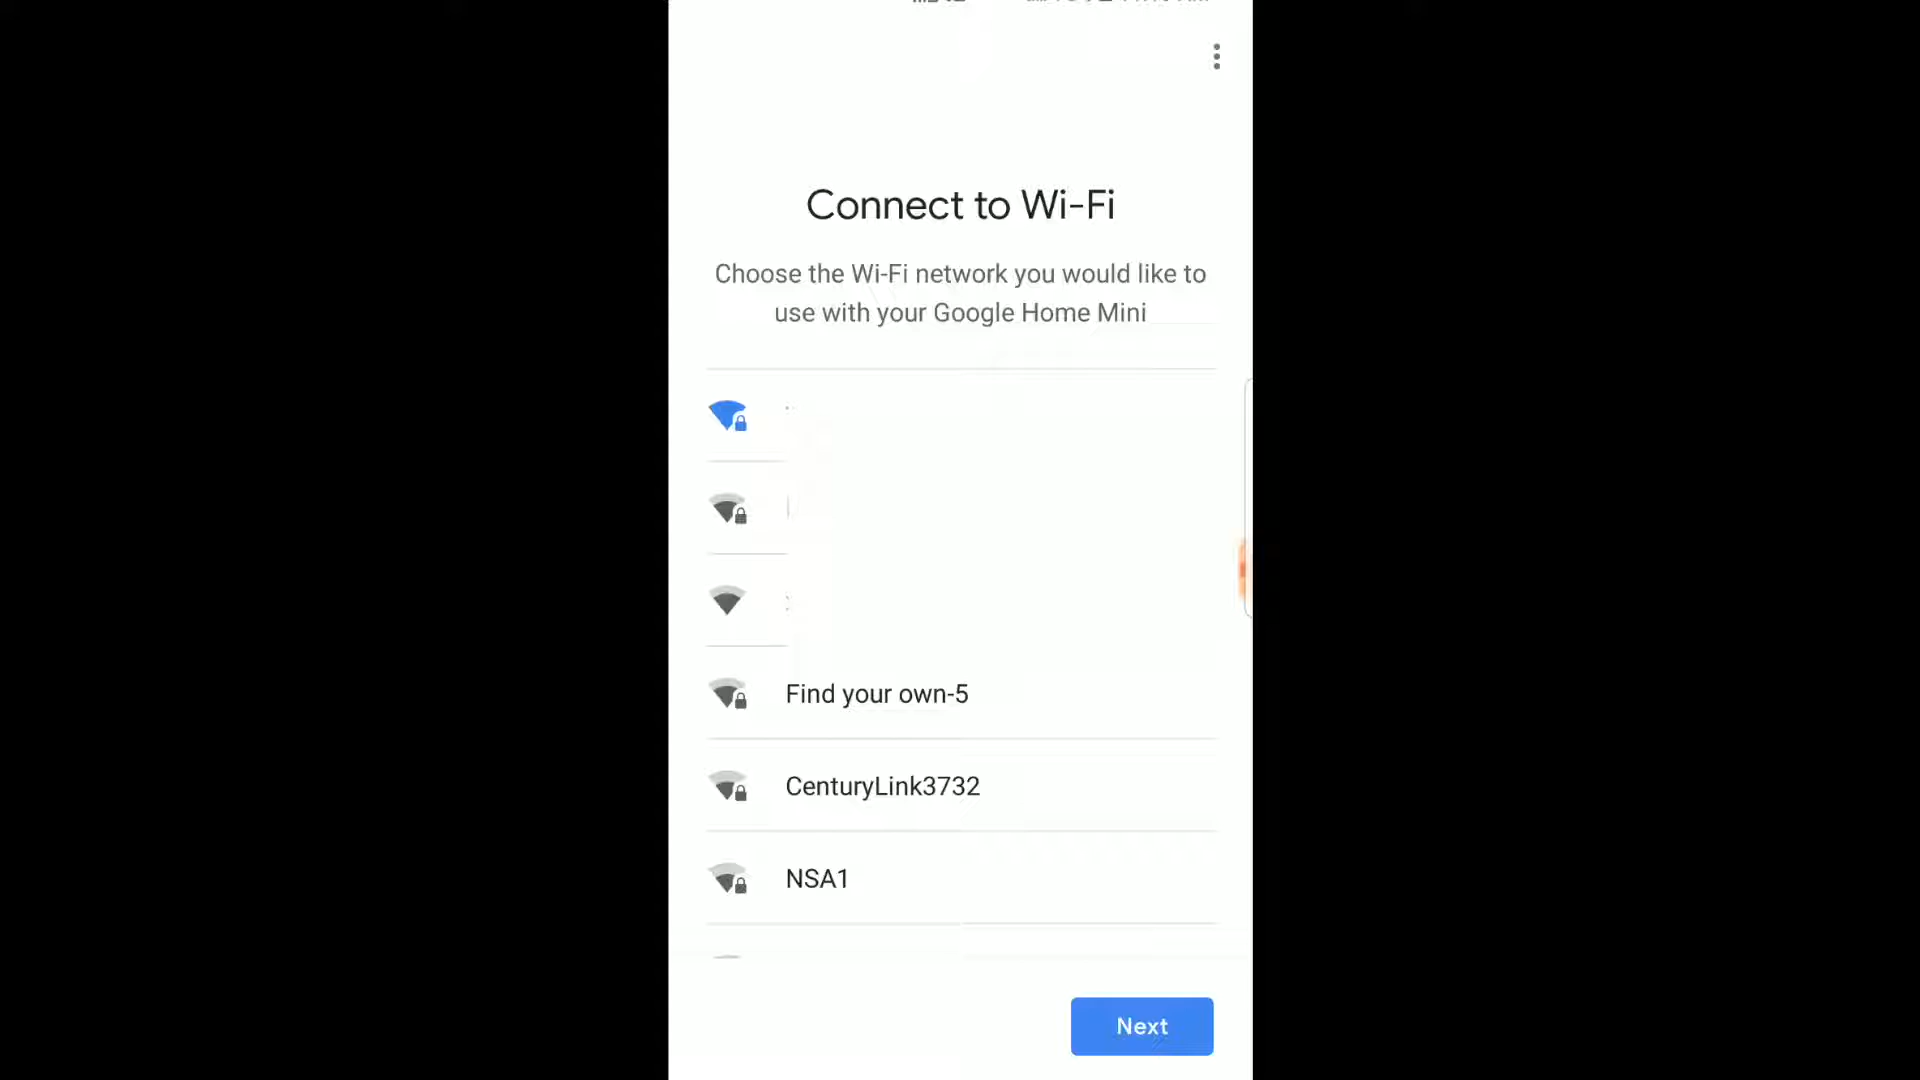 Connect to Wi-Fi
Choose the Wi-Fi network you would like to
use with your Google Home Mini
Find your own-5
CenturyLink3732
NSA1
Next